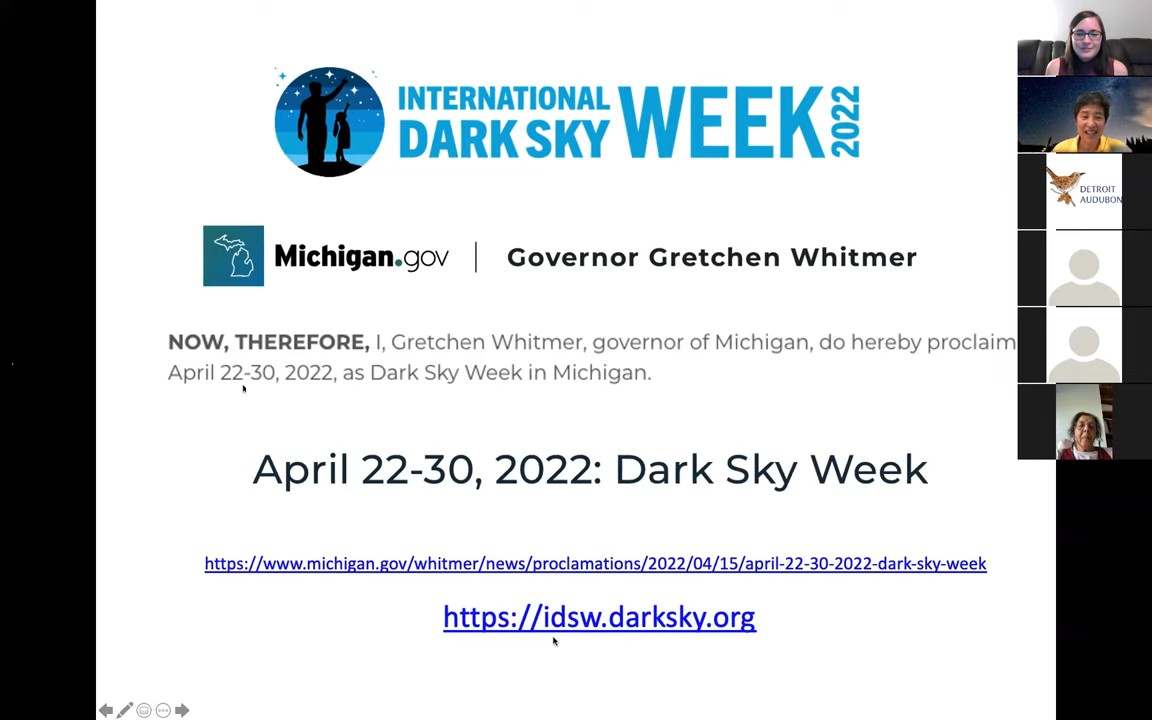 INTERNATIONAL
DARK SKY WEEK 2022
Michigan.gov | Governor Gretchen Whitmer
NOW, THEREFORE, I, Gretchen Whitmer, governor of Michigan, do hereby proclaim
April 22-30, 2022, as Dark Sky Week in Michigan.
April 22-30, 2022: Dark Sky Week
https://www.michigan.gov/whitmer/news/proclamations/2022/04/15/april-22-30-2022-dark-sky-week
https://idsw.darksky.org
DETROIT
AUDUBON